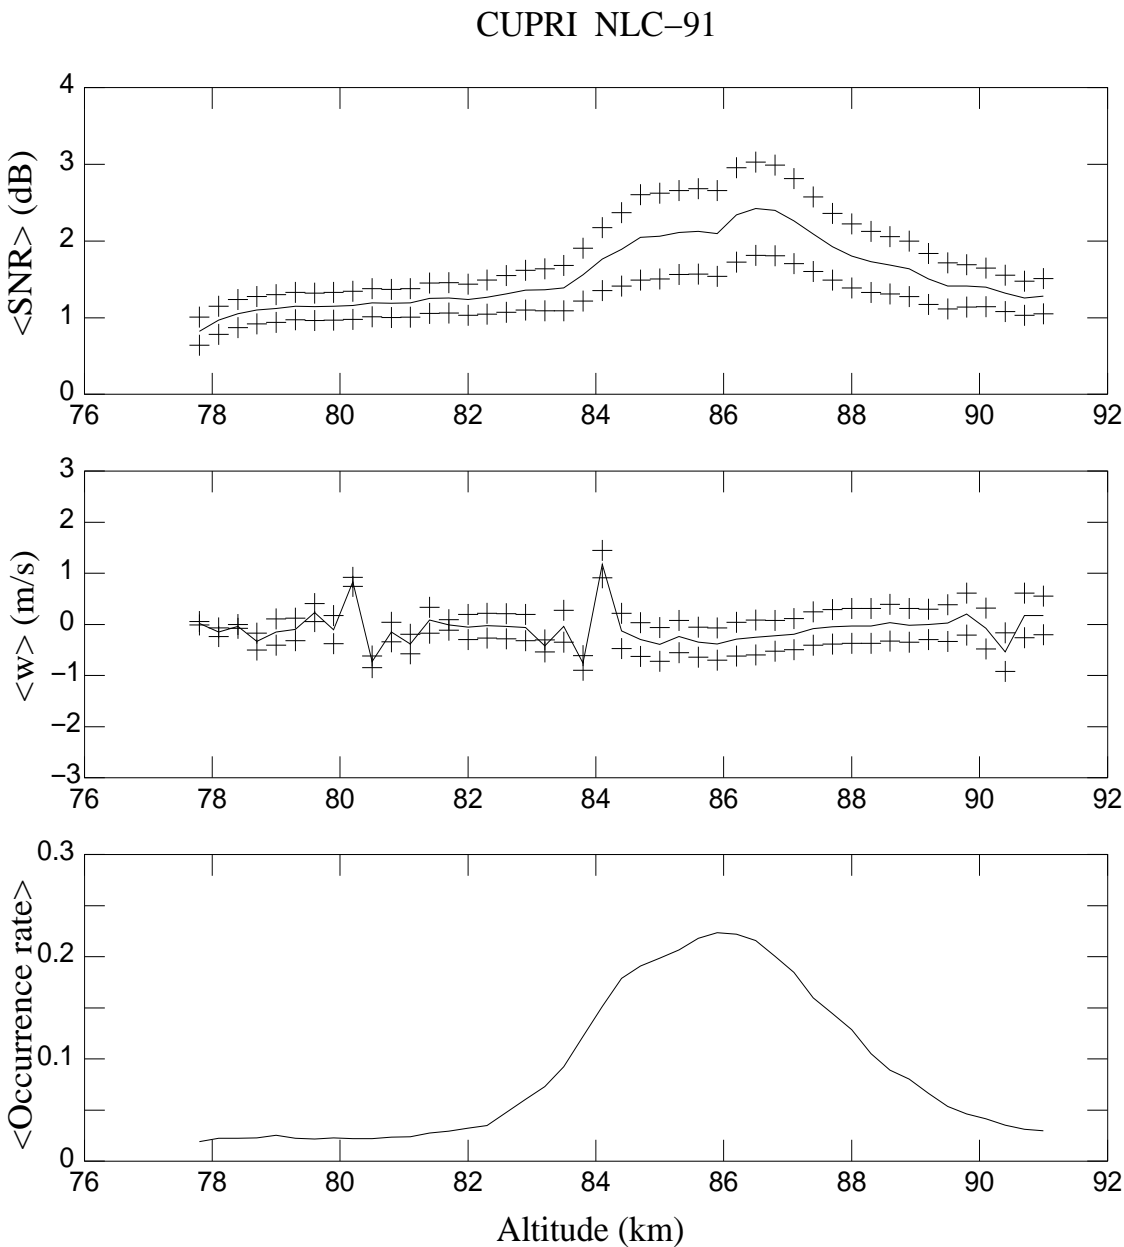 CUPRI NLC−91
<SNR> (dB)
4
3
2
1
0
76 78 80 82 84 86 88 90 92
<w> (m/s)
3
2
1
0
−1
−2
−3
76 78 80 82 84 86 88 90 92
<Occurrence rate>
0.3
0.2
0.1
0
76 78 80 82 84 86 88 90 92
Altitude (km)